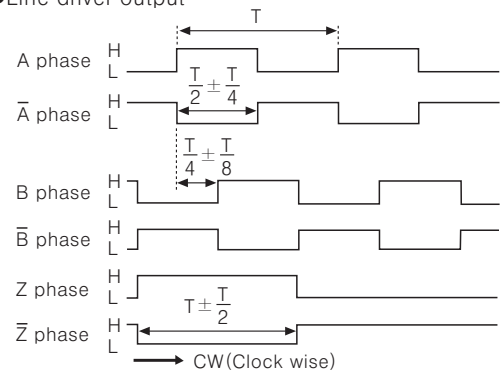 Line driver output
T
A phase H
L
T/2 ± T/4
A̅ phase H
L
T/4 ± T/8
B phase H
L
B̅ phase H
L
Z phase H
L
T ± T/2
Z̅ phase H
L
CW(Clock wise)